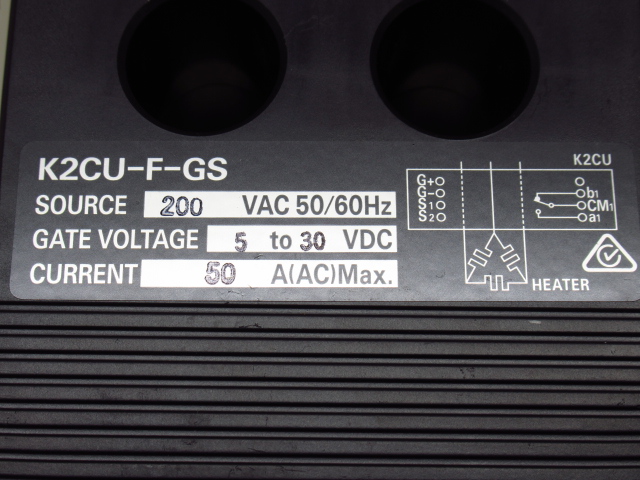 K2CU-F-GS
SOURCE 200 VAC 50/60Hz
GATE VOLTAGE 5 to 30 VDC
CURRENT 50 A(AC)Max.
K2CU
G+
G-
S1
S2
b1
CM1
a1
HEATER